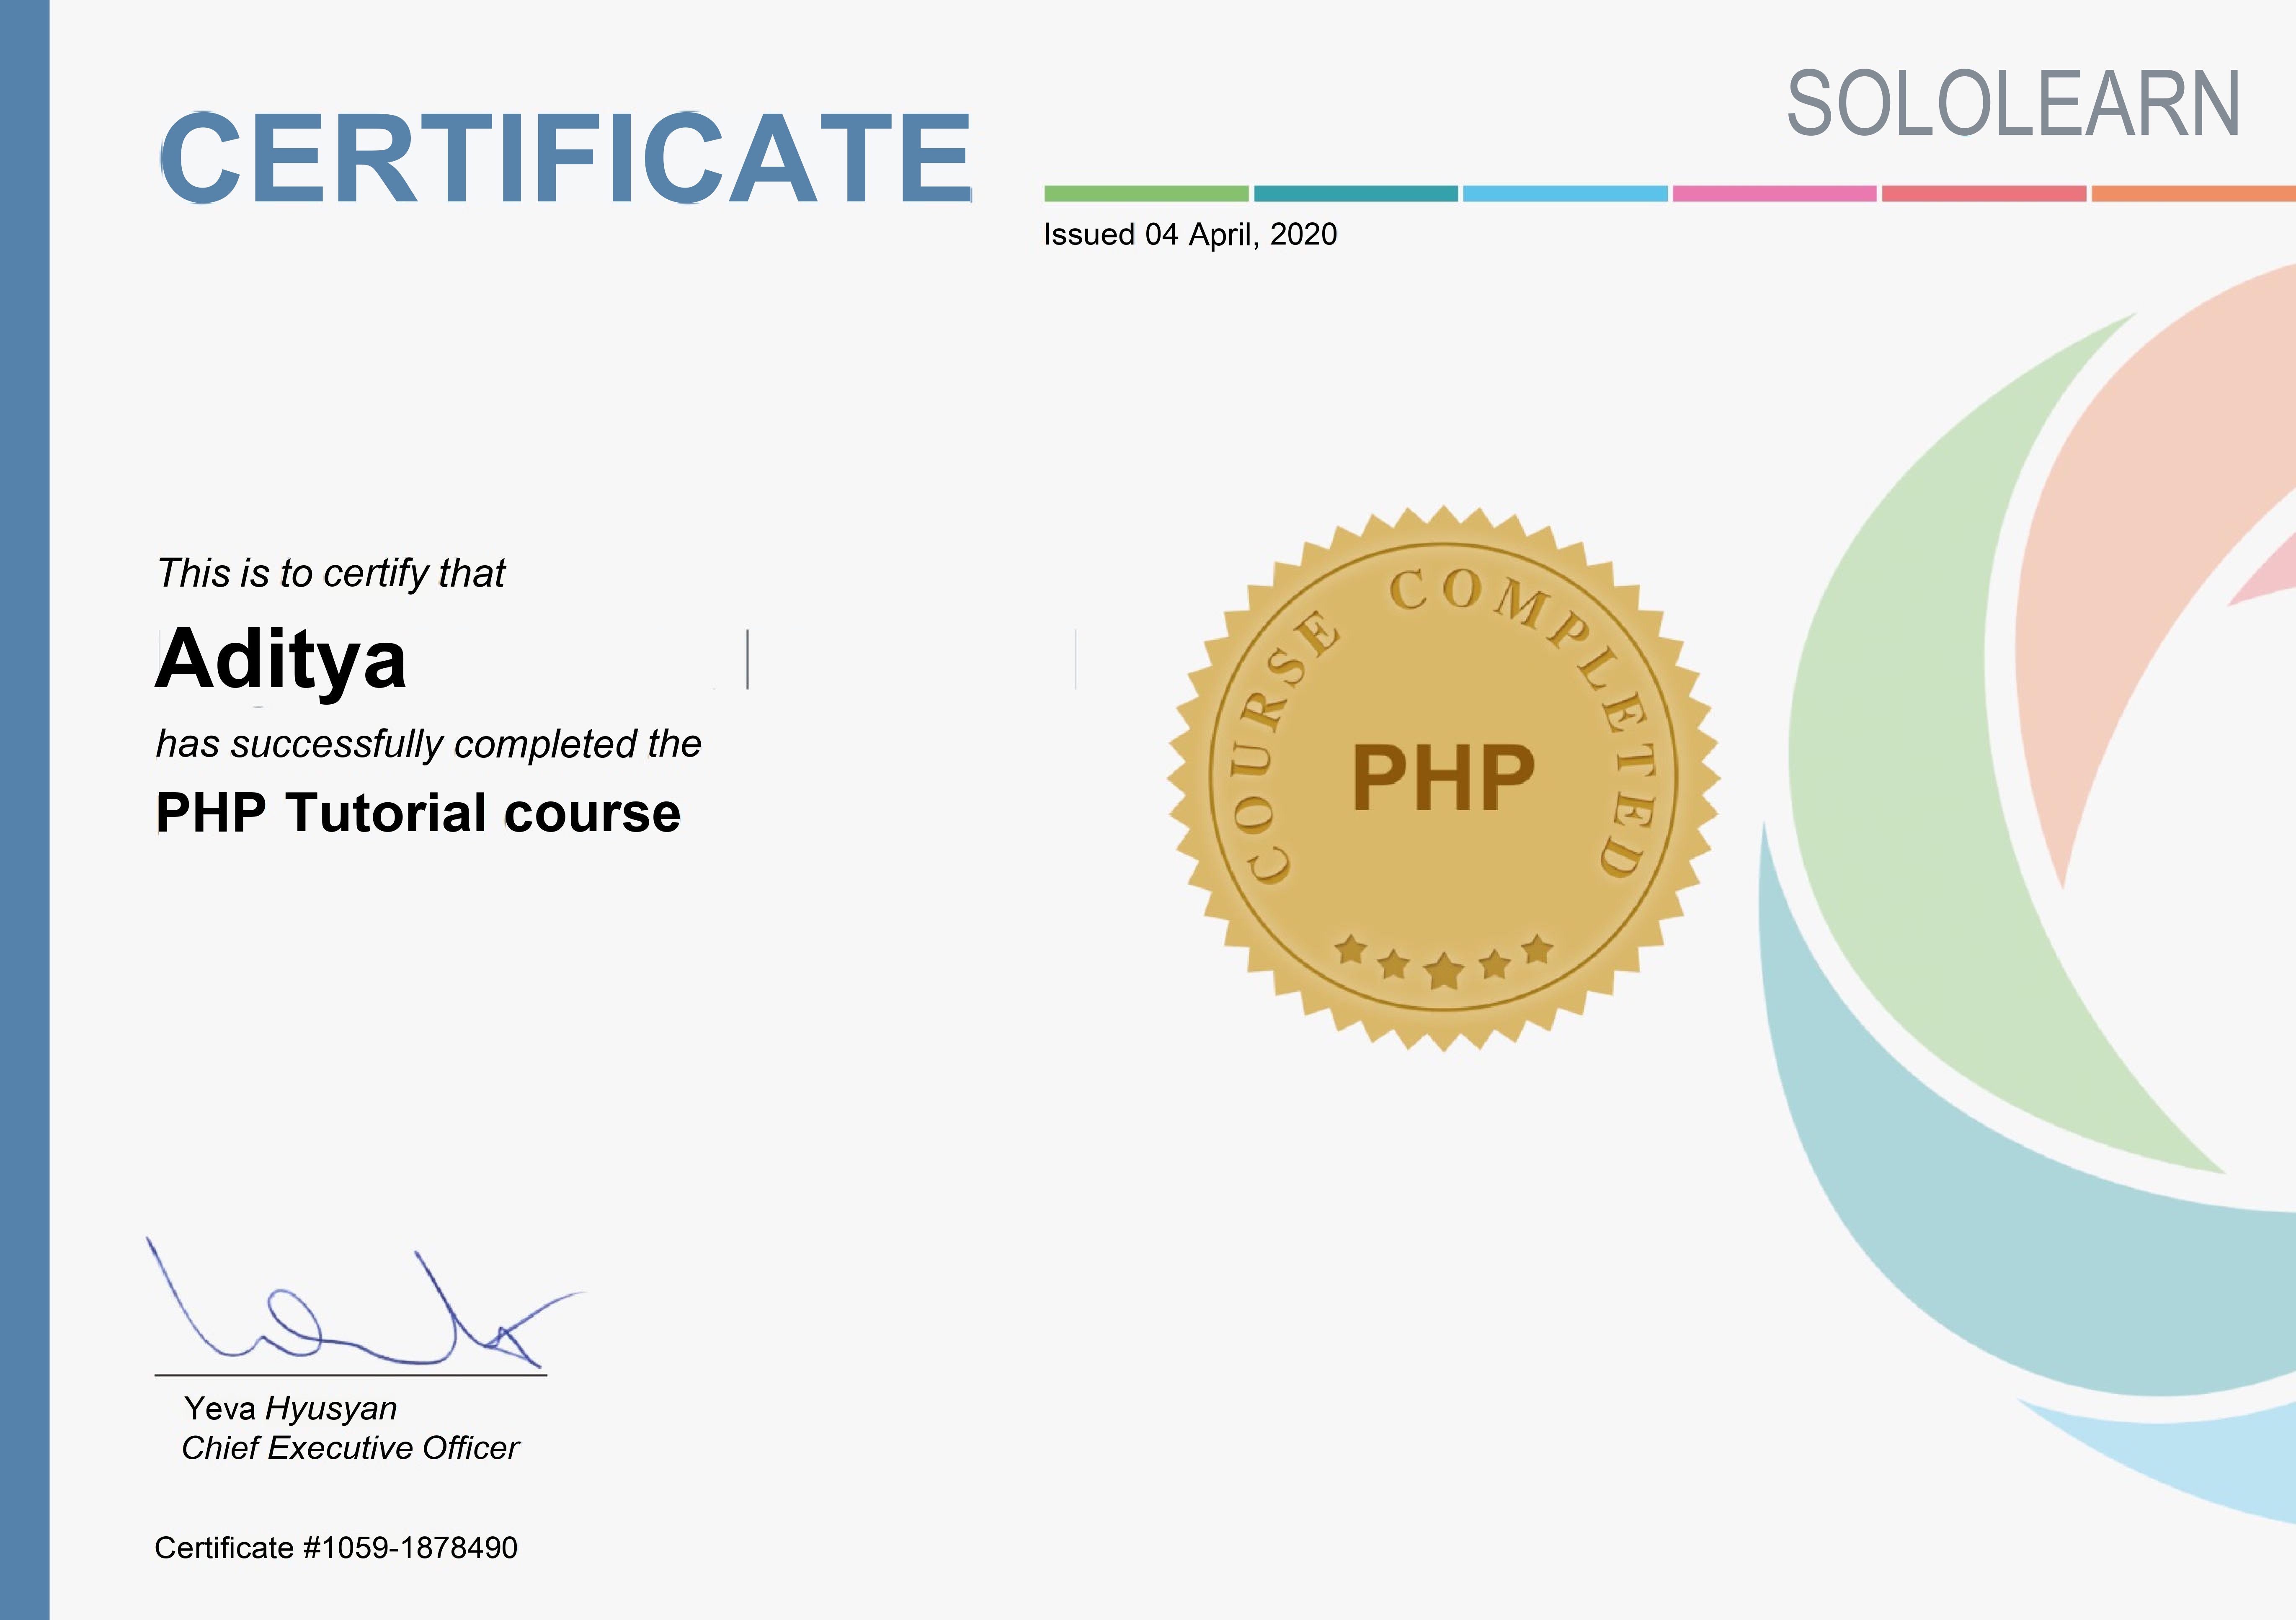 CERTIFICATE
SOLOLEARN
Issued 04 April, 2020
This is to certify that
Aditya
has successfully completed the
PHP Tutorial course
COURSE COMPLETED
PHP
Yeva Hyusyan
Chief Executive Officer
Certificate #1059-1878490